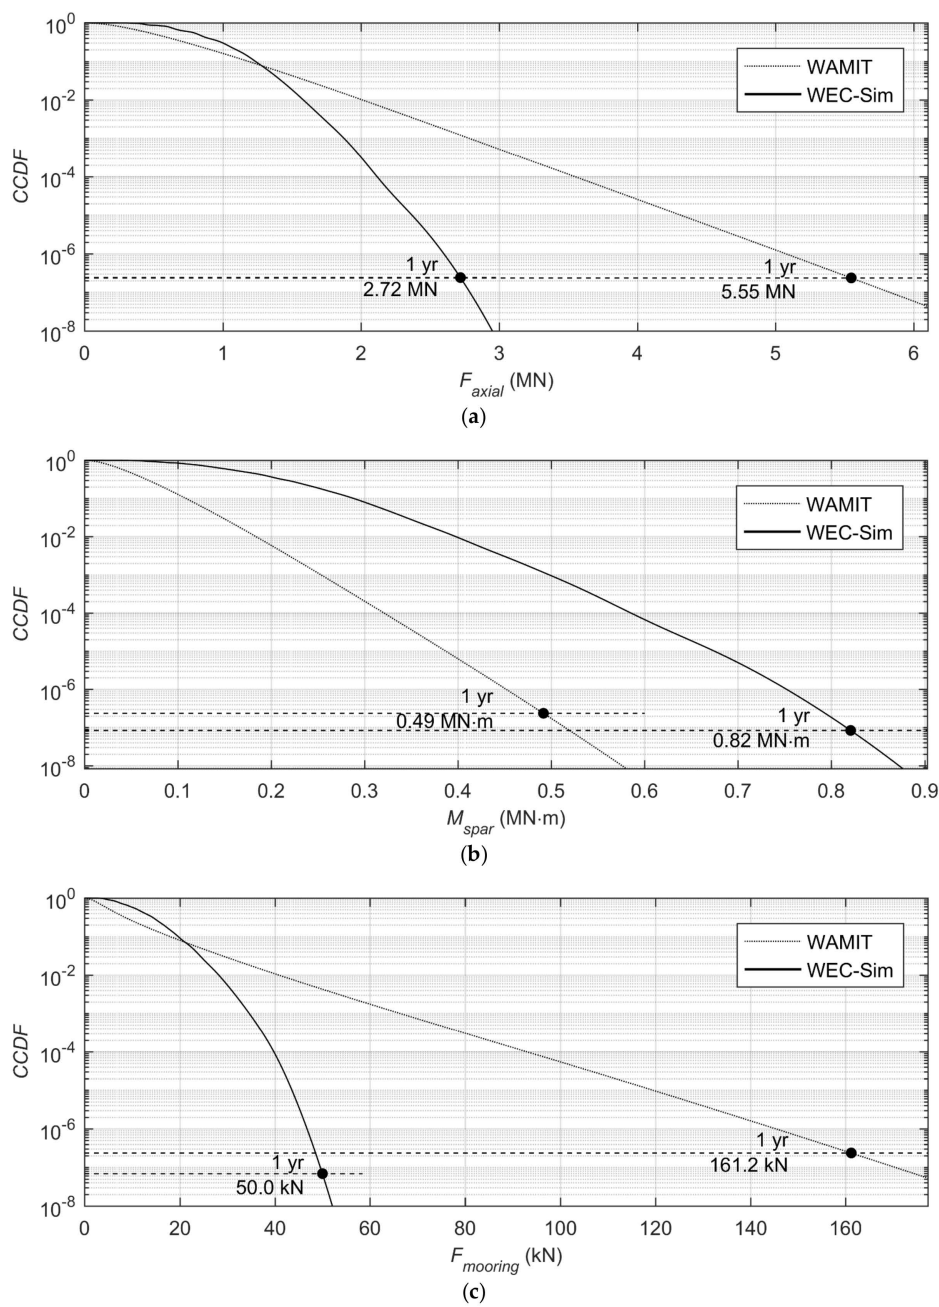 10^0
10^-2
10^-4
10^-6
10^-8
CCDF
WAMIT
WEC-Sim
1 yr
2.72 MN
1 yr
5.55 MN
0 1 2 3 4 5 6
F_axial (MN)
(a)
10^0
10^-2
10^-4
10^-6
10^-8
CCDF
WAMIT
WEC-Sim
1 yr
0.49 MN·m
1 yr
0.82 MN·m
0 0.1 0.2 0.3 0.4 0.5 0.6 0.7 0.8 0.9
M_spar (MN·m)
(b)
10^0
10^-2
10^-4
10^-6
10^-8
CCDF
WAMIT
WEC-Sim
1 yr
161.2 kN
1 yr
50.0 kN
0 20 40 60 80 100 120 140 160
F_mooring (kN)
(c)